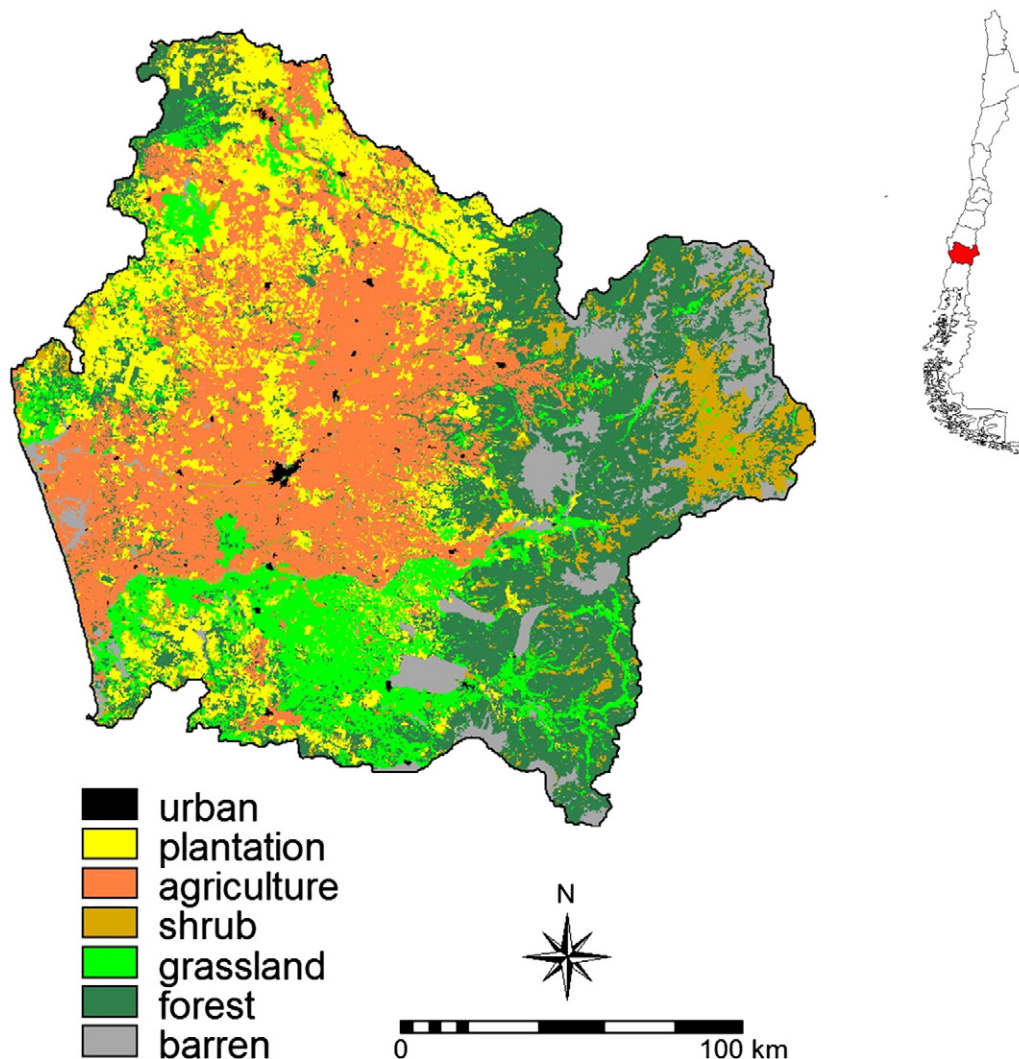 urban
plantation
agriculture
shrub
grassland
forest
barren
N
0 100 km